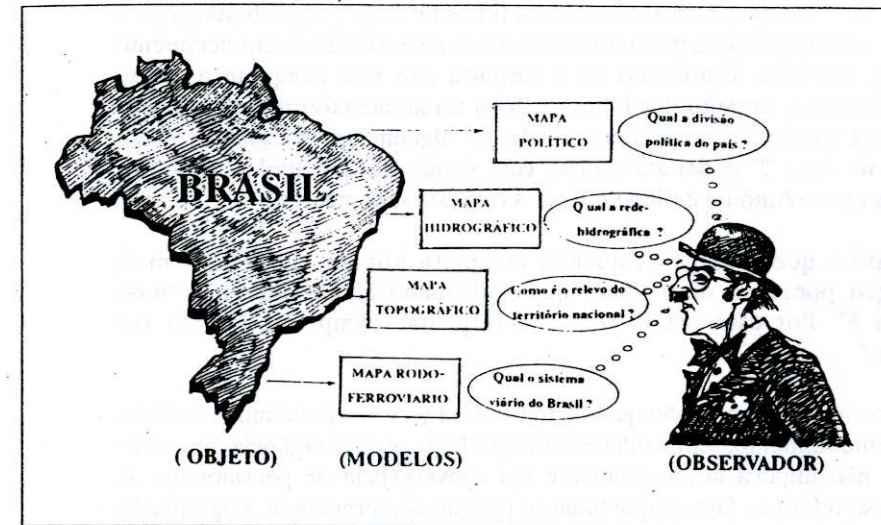 MAPA
POLÍTICO
Qual a divisão
política do país ?
BRASIL
MAPA
HIDROGRÁFICO
Qual a rede-
hidrográfica ?
MAPA
TOPOGRÁFICO
Como é o relevo do
território nacional ?
MAPA RODO-
FERROVIARIO
Qual o sistema
viário do Brasil ?
( OBJETO) (MODELOS) (OBSERVADOR)